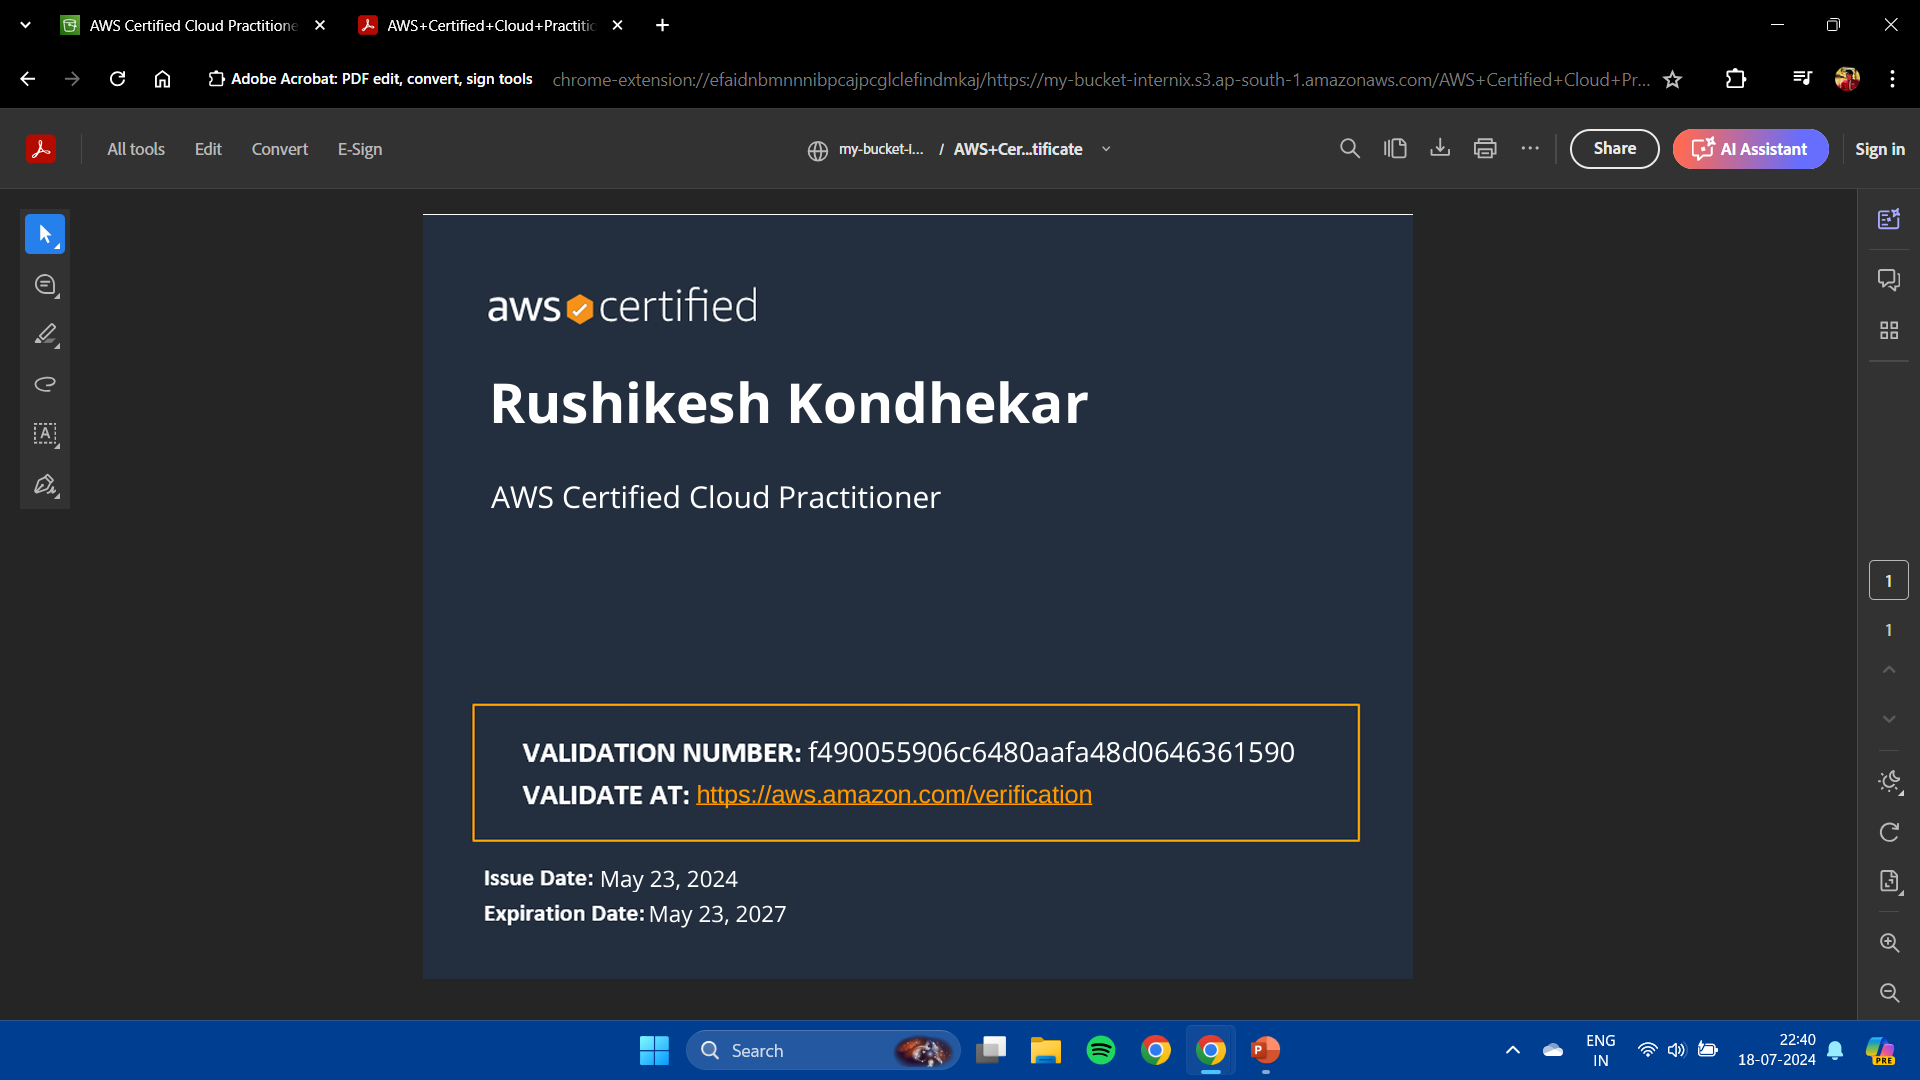 AWS Certified Cloud Practitione
AWS+Certified+Cloud+Practitio
Adobe Acrobat: PDF edit, convert, sign tools
chrome-extension://efaidnbmnnnibpcajpcglclefindmkaj/https://my-bucket-internix.s3.ap-south-1.amazonaws.com/AWS+Certified+Cloud+Pr...
All tools
Edit
Convert
E-Sign
my-bucket-i... / AWS+Cer...tificate
Share
AI Assistant
Sign in
aws certified
Rushikesh Kondhekar
AWS Certified Cloud Practitioner
VALIDATION NUMBER: f490055906c6480aafa48d0646361590
VALIDATE AT: https://aws.amazon.com/verification
Issue Date: May 23, 2024
Expiration Date: May 23, 2027
A
1
1
Search
P
ENG
IN
22:40
18-07-2024
PRE